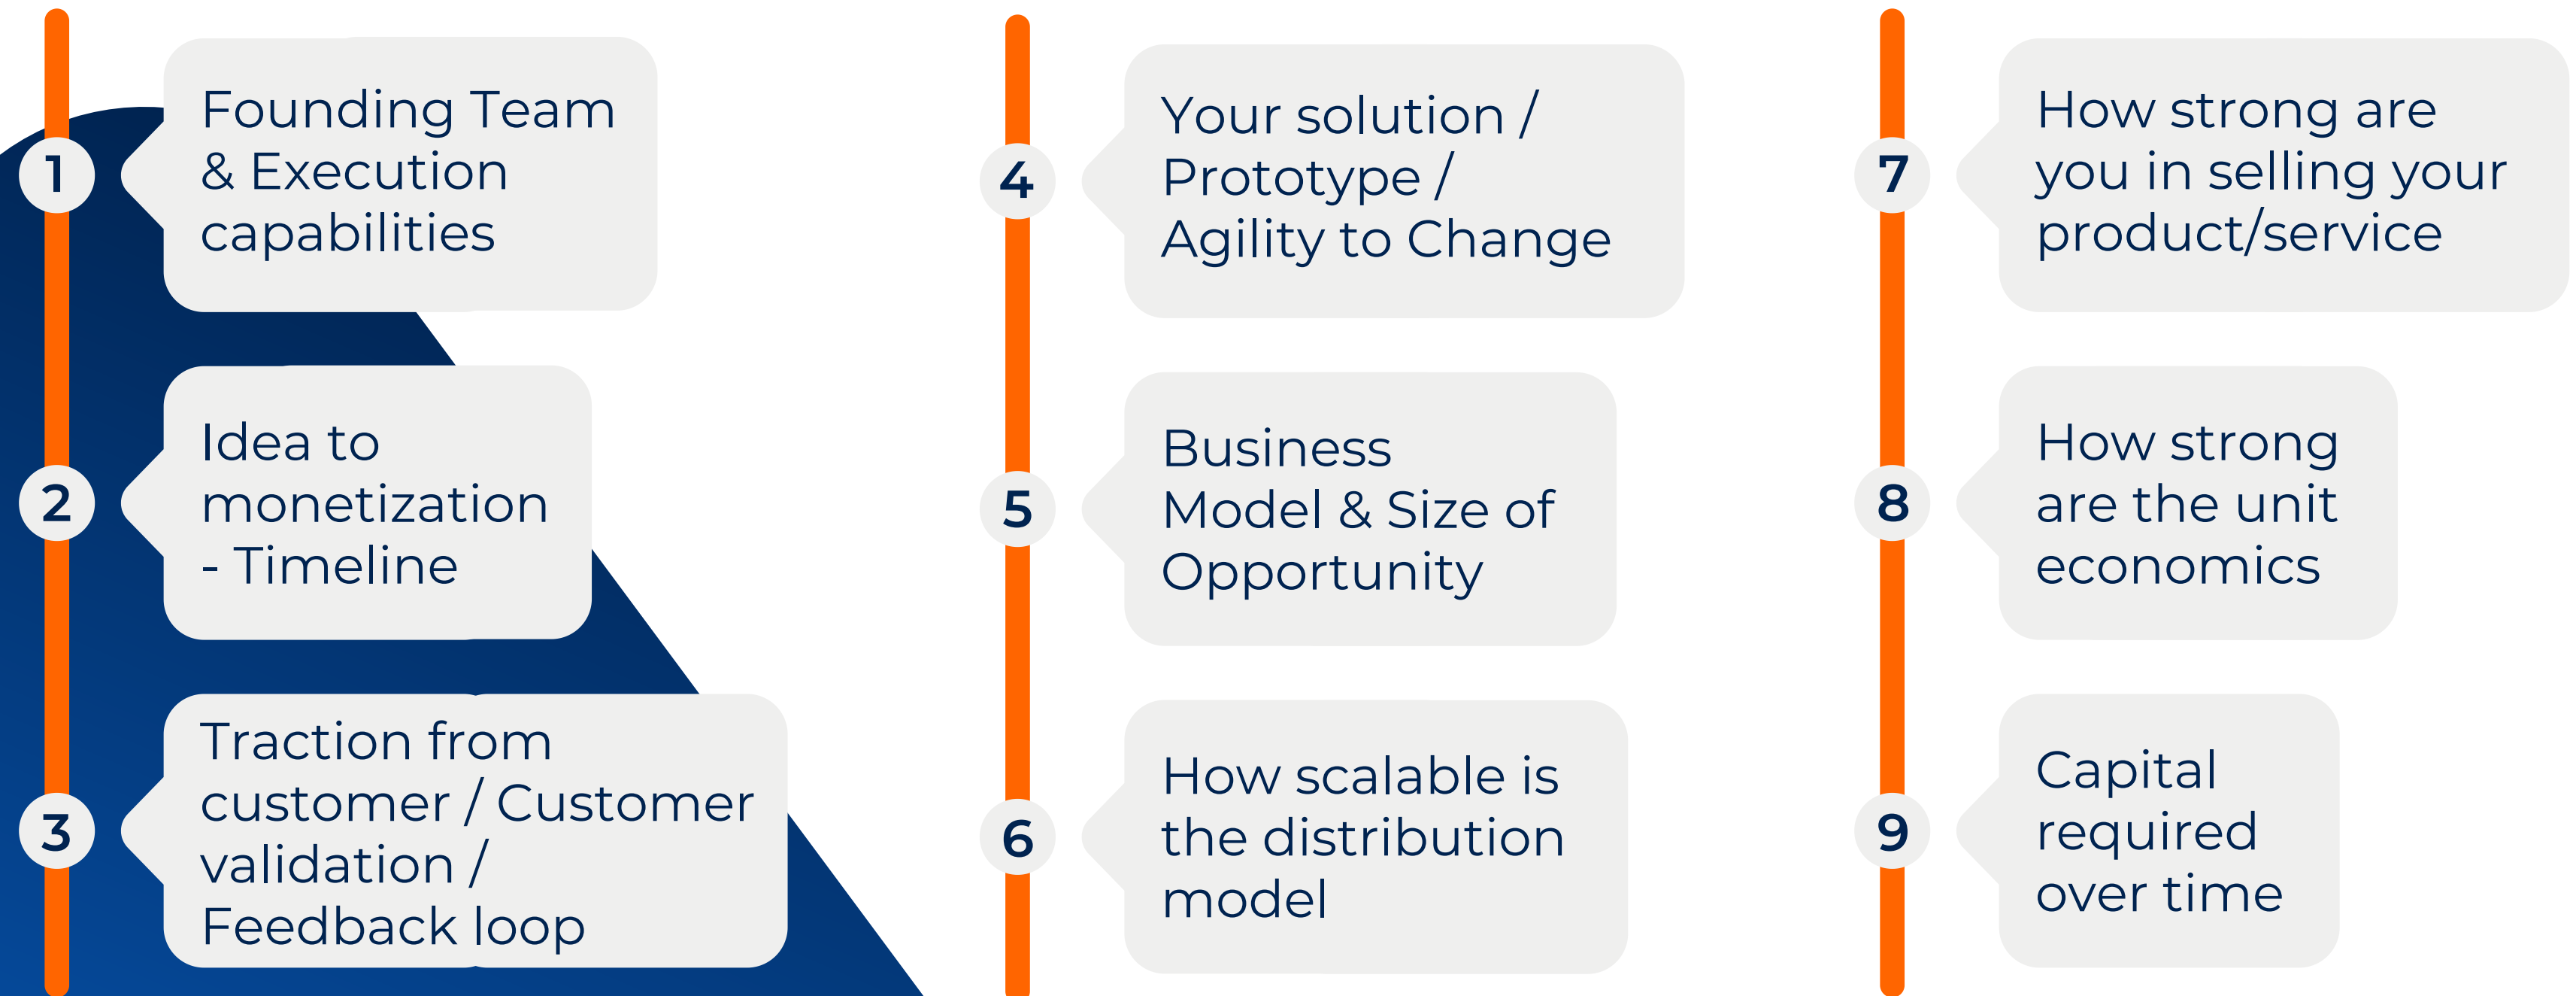 1
Founding Team
& Execution
capabilities
2
Idea to
monetization
- Timeline
3
Traction from
customer / Customer
validation /
Feedback loop
4
Your solution /
Prototype /
Agility to Change
5
Business
Model & Size of
Opportunity
6
How scalable is
the distribution
model
7
How strong are
you in selling your
product/service
8
How strong
are the unit
economics
9
Capital
required
over time